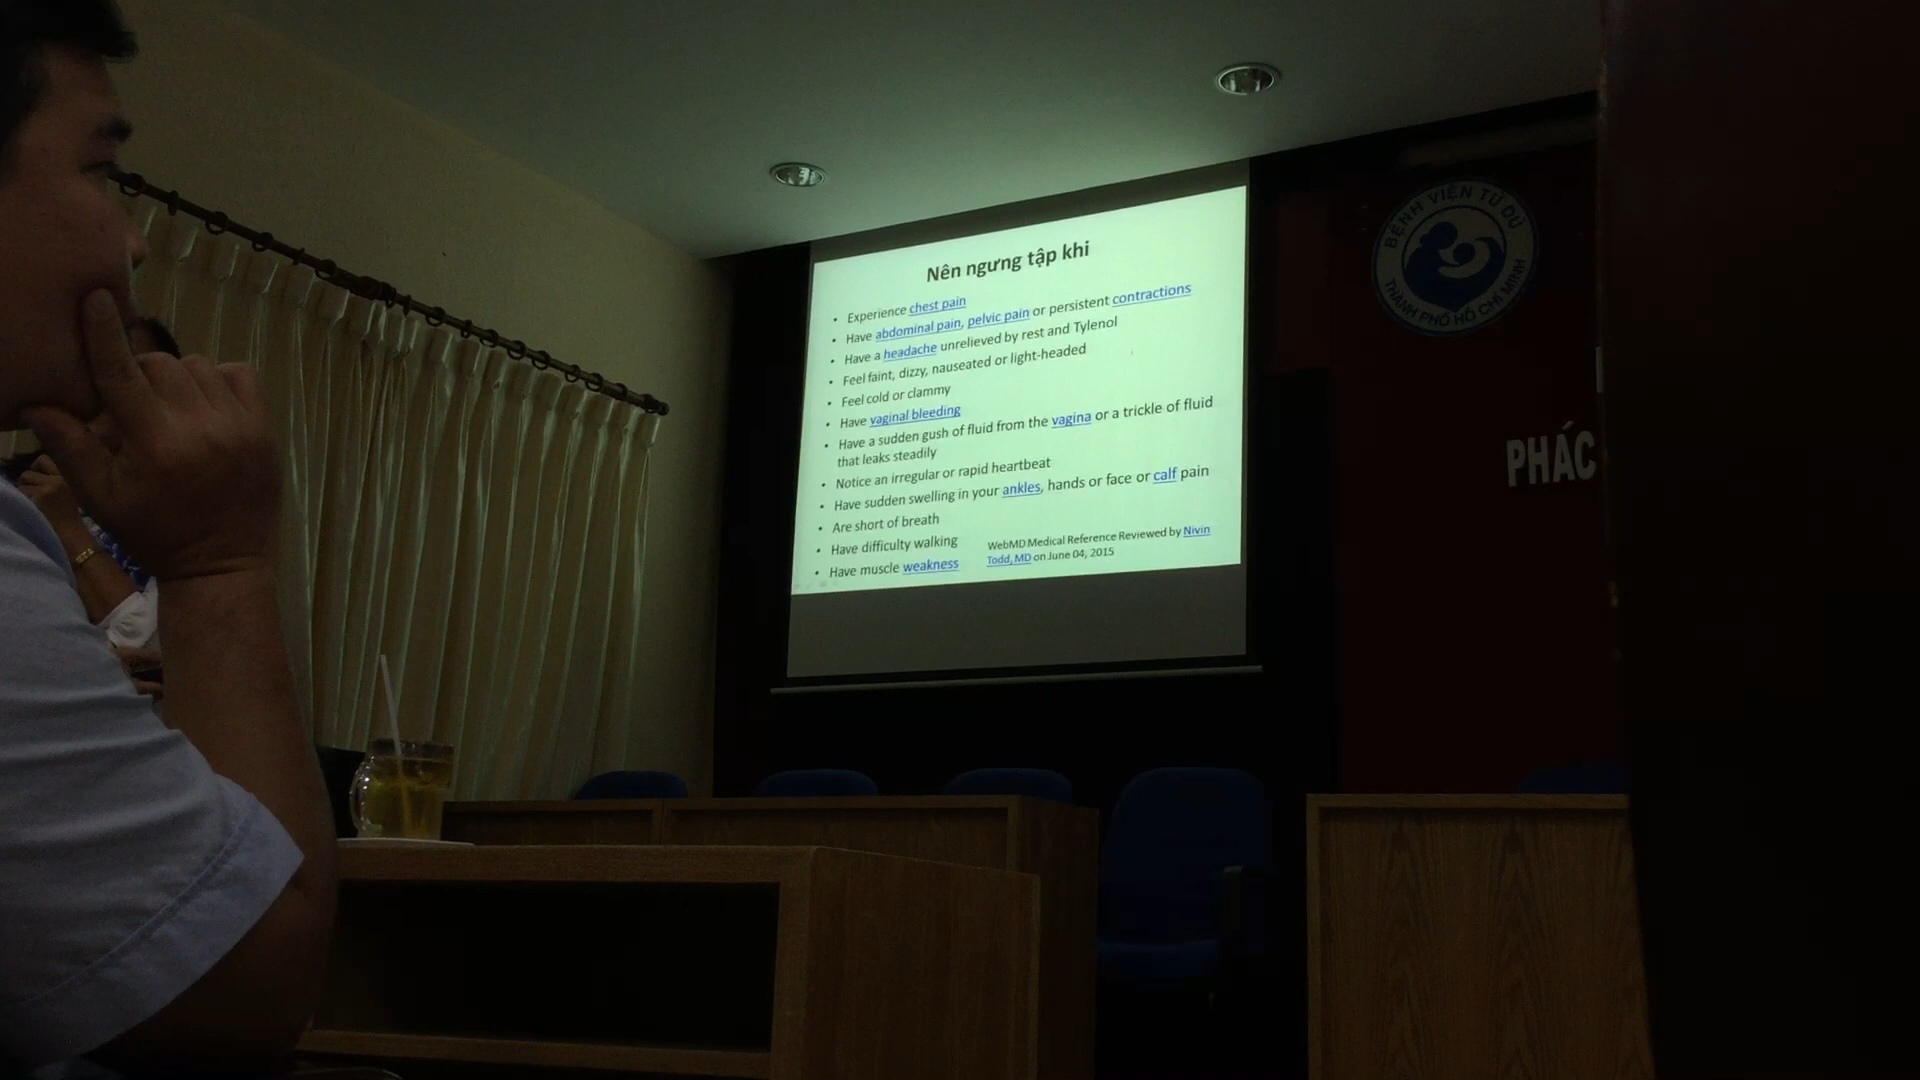 Nên ngưng tập khi
• Experience chest pain
• Have abdominal pain, pelvic pain or persistent contractions
• Have a headache unrelieved by rest and Tylenol
• Feel faint, dizzy, nauseated or light-headed
• Feel cold or clammy
• Have vaginal bleeding
• Have a sudden gush of fluid from the vagina or a trickle of fluid
that leaks steadily
• Notice an irregular or rapid heartbeat
• Have sudden swelling in your ankles, hands or face or calf pain
• Are short of breath
• Have difficulty walking
• Have muscle weakness
WebMD Medical Reference Reviewed by Nivin
Todd, MD on June 04, 2015
BỆNH VIỆN TỪ DŨ
THÀNH PHỐ HỒ CHÍ MINH
PHÁC